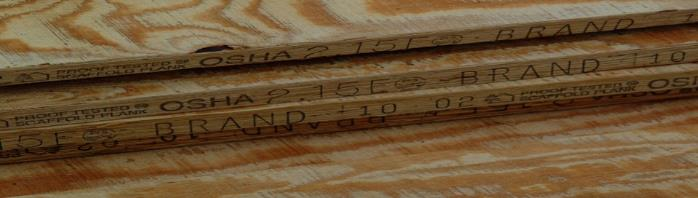 PROOF TESTED ®
SCAFFOLD PLANK OSHA 2.15E® BRAND
PROOF TESTED ®
SCAFFOLD PLANK OSHA 2.15E® BRAND 10
15E® BRAND 10 02 PROOF TESTED ®
SCAFFOLD PLANK
BRAND